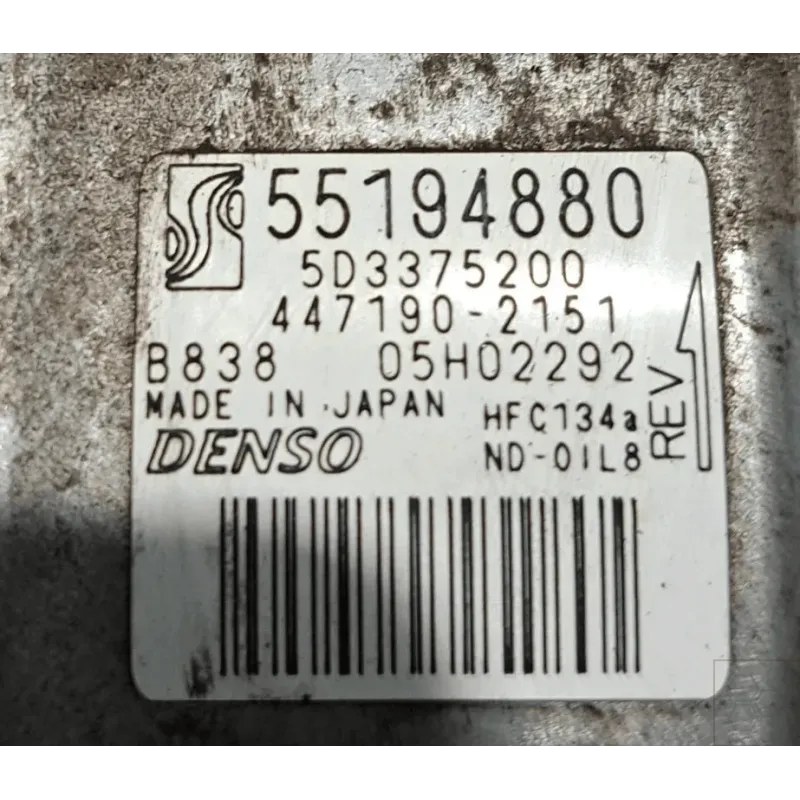 55194880
5D3375200
447190-2151
B838 05H02292
MADE IN JAPAN HFC134a
DENSO ND-OIL8
REV